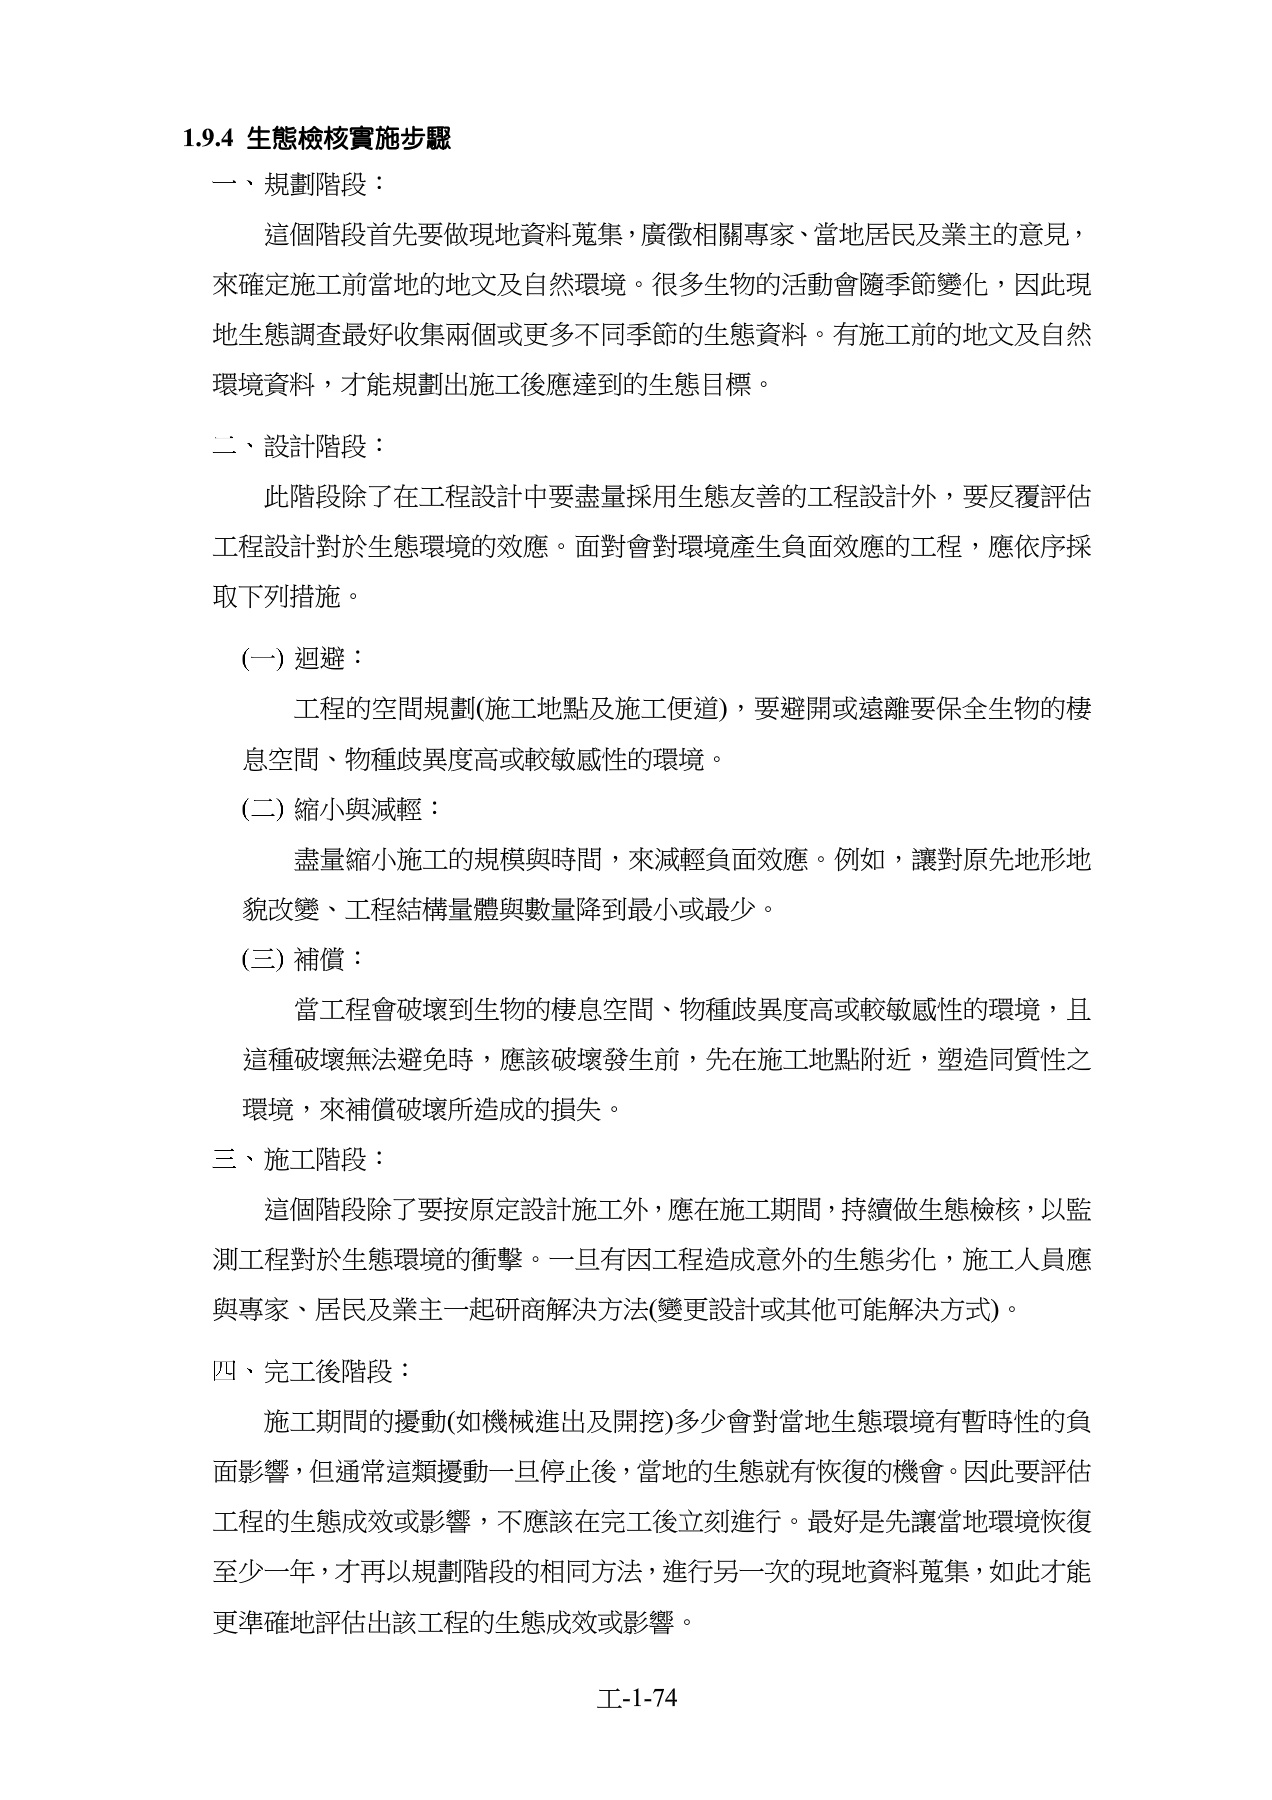 1.9.4 生態檢核實施步驟
一、規劃階段：
這個階段首先要做現地資料蒐集，廣徵相關專家、當地居民及業主的意見，
來確定施工前當地的地文及自然環境。很多生物的活動會隨季節變化，因此現
地生態調查最好收集兩個或更多不同季節的生態資料。有施工前的地文及自然
環境資料，才能規劃出施工後應達到的生態目標。
二、設計階段：
此階段除了在工程設計中要盡量採用生態友善的工程設計外，要反覆評估
工程設計對於生態環境的效應。面對會對環境產生負面效應的工程，應依序採
取下列措施。
(一) 迴避：
工程的空間規劃(施工地點及施工便道)，要避開或遠離要保全生物的棲
息空間、物種歧異度高或較敏感性的環境。
(二) 縮小與減輕：
盡量縮小施工的規模與時間，來減輕負面效應。例如，讓對原先地形地
貌改變、工程結構量體與數量降到最小或最少。
(三) 補償：
當工程會破壞到生物的棲息空間、物種歧異度高或較敏感性的環境，且
這種破壞無法避免時，應該破壞發生前，先在施工地點附近，塑造同質性之
環境，來補償破壞所造成的損失。
三、施工階段：
這個階段除了要按原定設計施工外，應在施工期間，持續做生態檢核，以監
測工程對於生態環境的衝擊。一旦有因工程造成意外的生態劣化，施工人員應
與專家、居民及業主一起研商解決方法(變更設計或其他可能解決方式)。
四、完工後階段：
施工期間的擾動(如機械進出及開挖)多少會對當地生態環境有暫時性的負
面影響，但通常這類擾動一旦停止後，當地的生態就有恢復的機會。因此要評估
工程的生態成效或影響，不應該在完工後立刻進行。最好是先讓當地環境恢復
至少一年，才再以規劃階段的相同方法，進行另一次的現地資料蒐集，如此才能
更準確地評估出該工程的生態成效或影響。
工-1-74